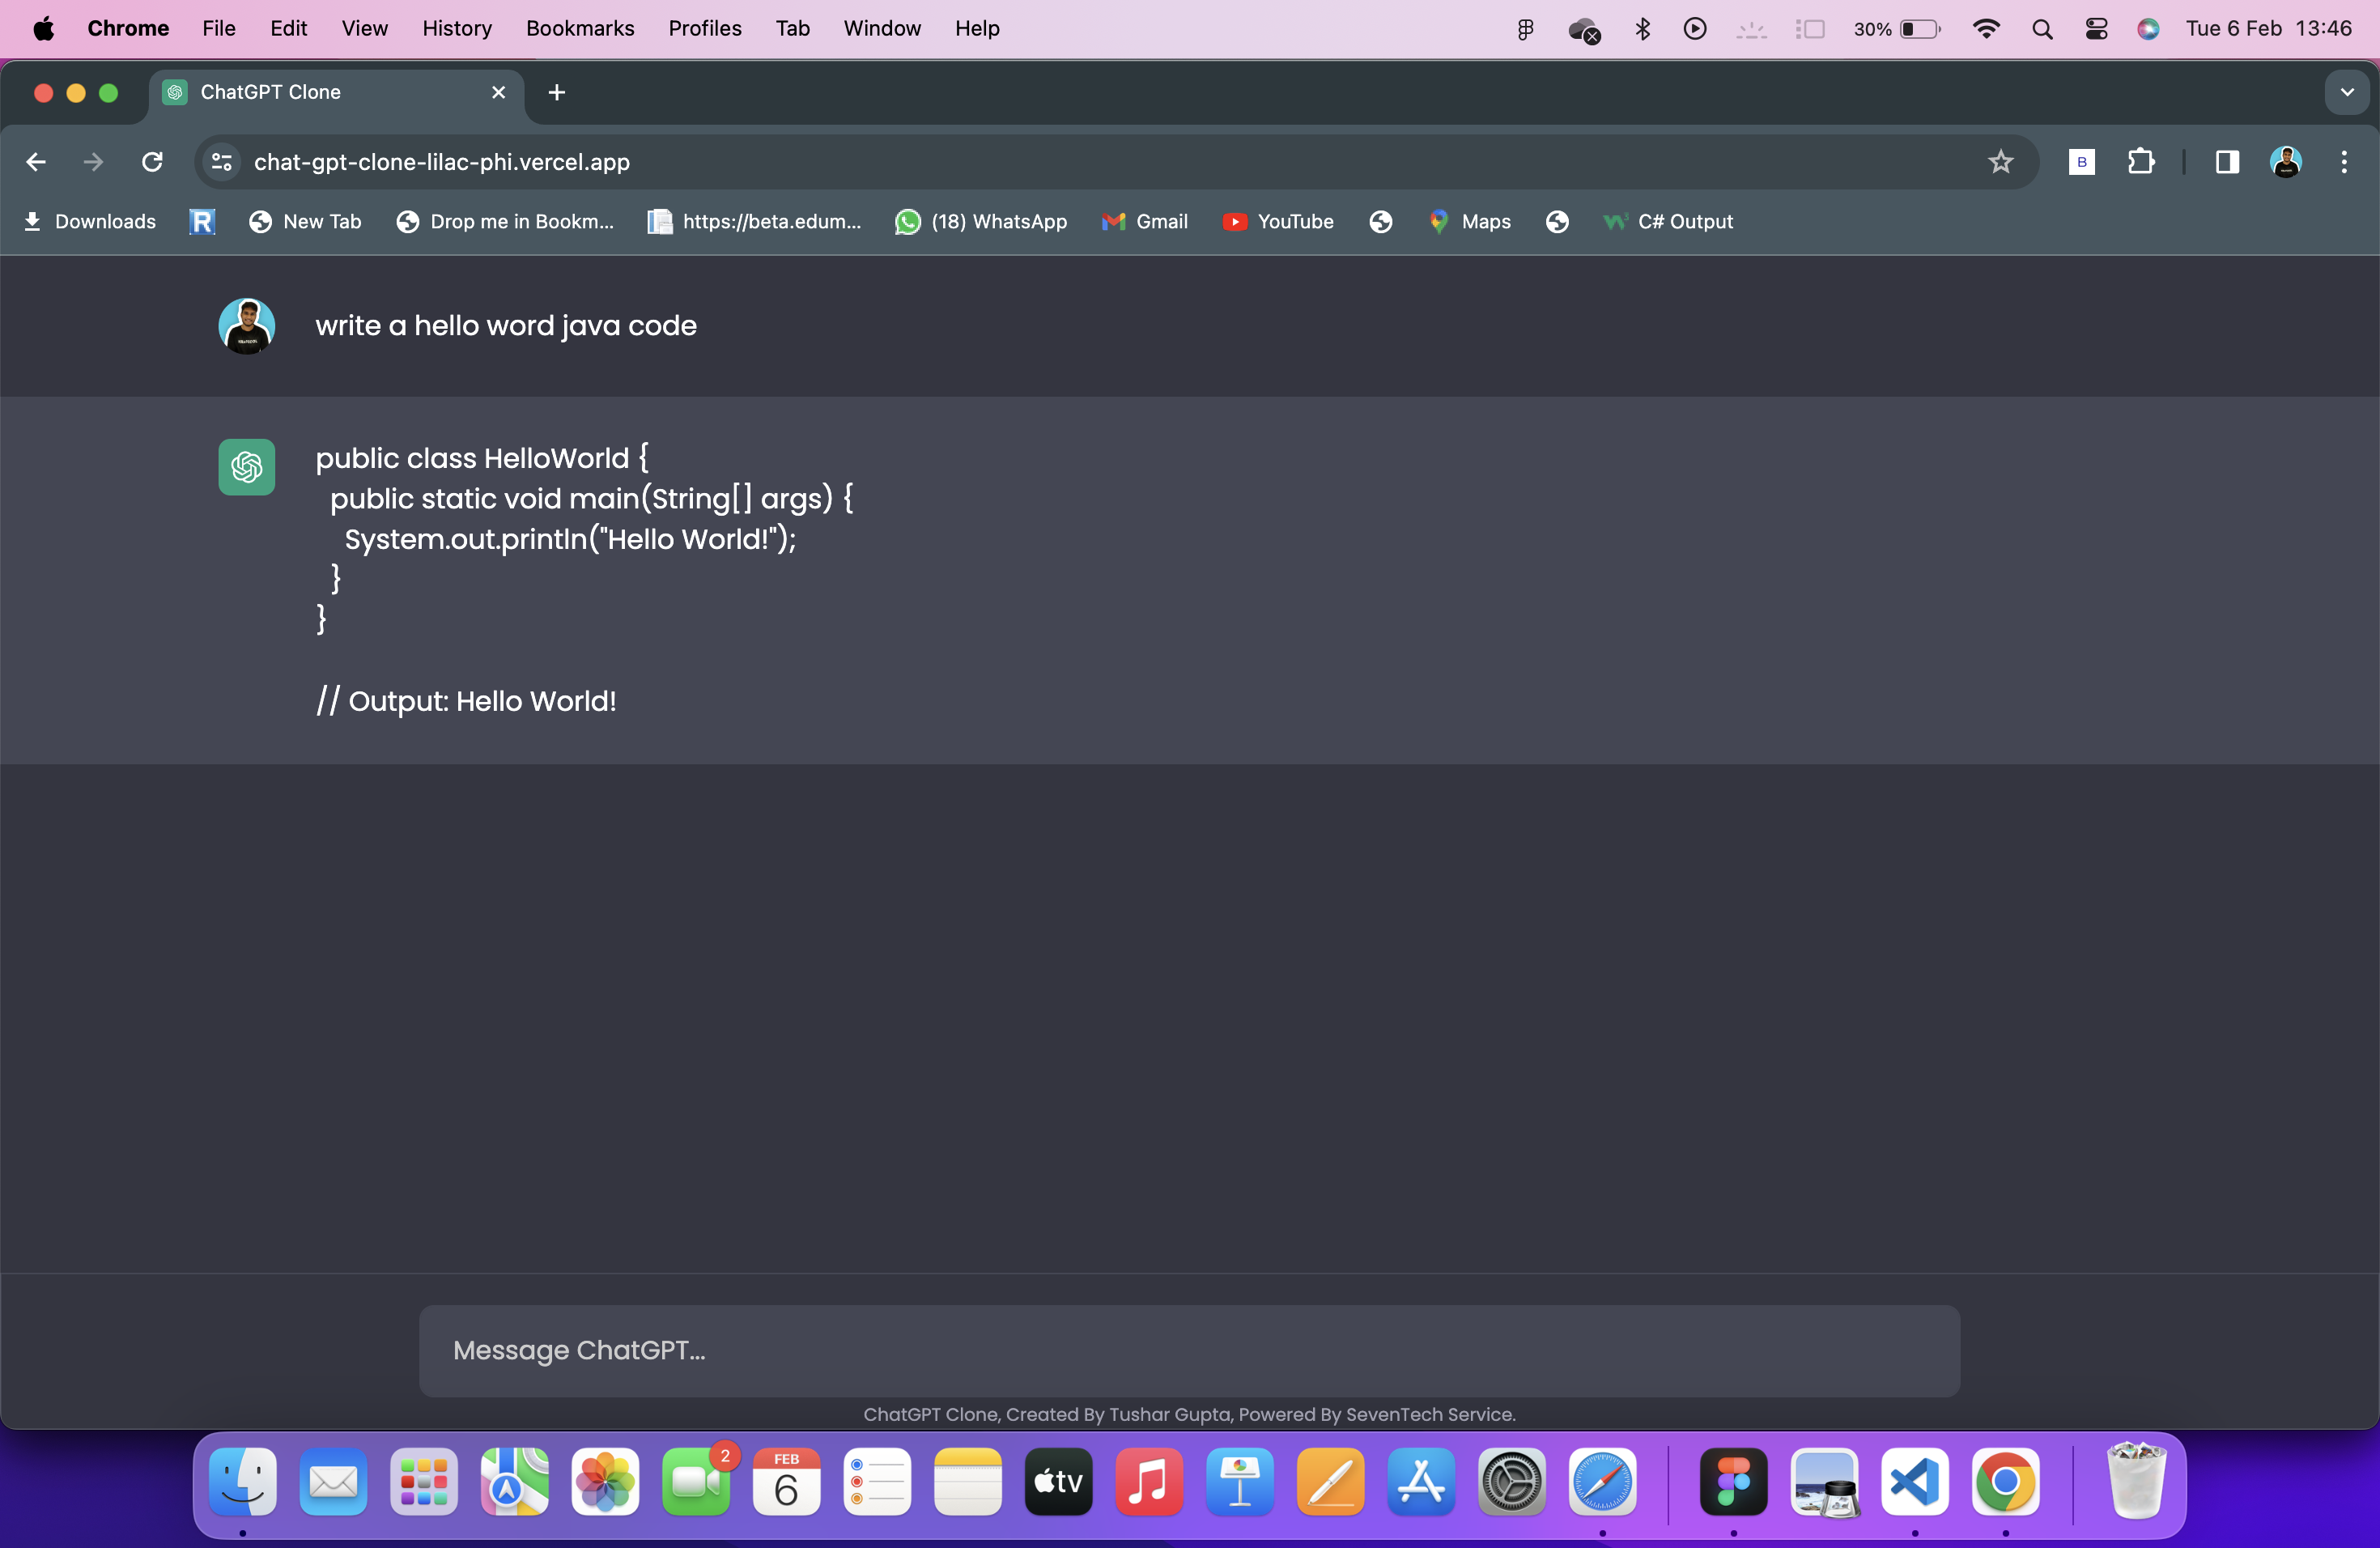 Chrome File Edit View History Bookmarks Profiles Tab Window Help 30% Tue 6 Feb 13:46
ChatGPT Clone
chat-gpt-clone-lilac-phi.vercel.app B
Downloads R New Tab Drop me in Bookm... https://beta.edum... (18) WhatsApp Gmail YouTube Maps C# Output
write a hello word java code
public class HelloWorld {
public static void main(String[] args) {
System.out.println("Hello World!");
}
}
// Output: Hello World!
Message ChatGPT...
ChatGPT Clone, Created By Tushar Gupta, Powered By SevenTech Service.
2
FEB
6
tv